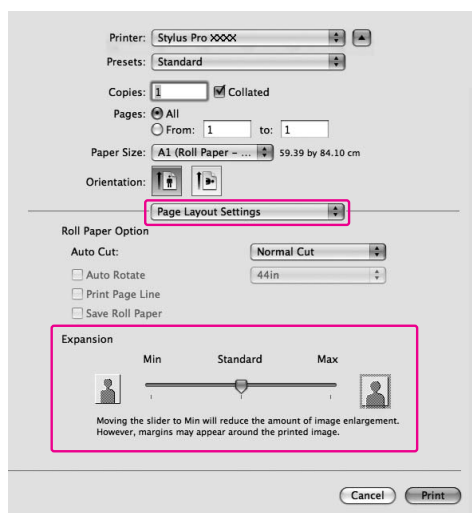 Printer: Stylus Pro XXXX
Presets: Standard
Copies: 1 Collated
Pages: All
From: 1 to: 1
Paper Size: A1 (Roll Paper – ... 59.39 by 84.10 cm
Orientation:
Page Layout Settings
Roll Paper Option
Auto Cut: Normal Cut
Auto Rotate 44in
Print Page Line
Save Roll Paper
Expansion
Min Standard Max
Moving the slider to Min will reduce the amount of image enlargement.
However, margins may appear around the printed image.
Cancel Print